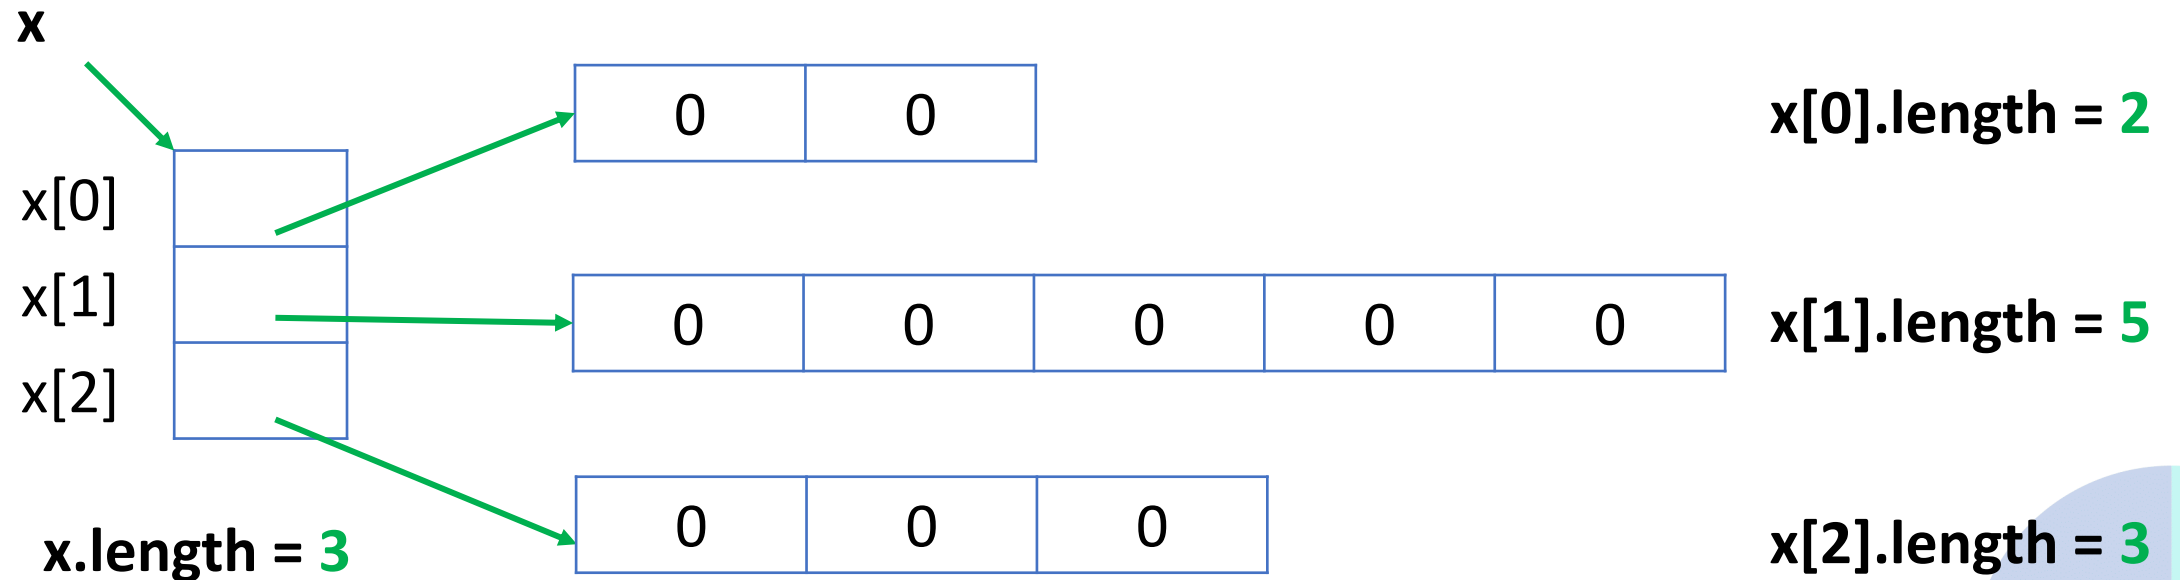 x
0 0
x[0].length = 2
x[0]
x[1]
0 0 0 0 0
x[1].length = 5
x[2]
0 0 0
x.length = 3
x[2].length = 3